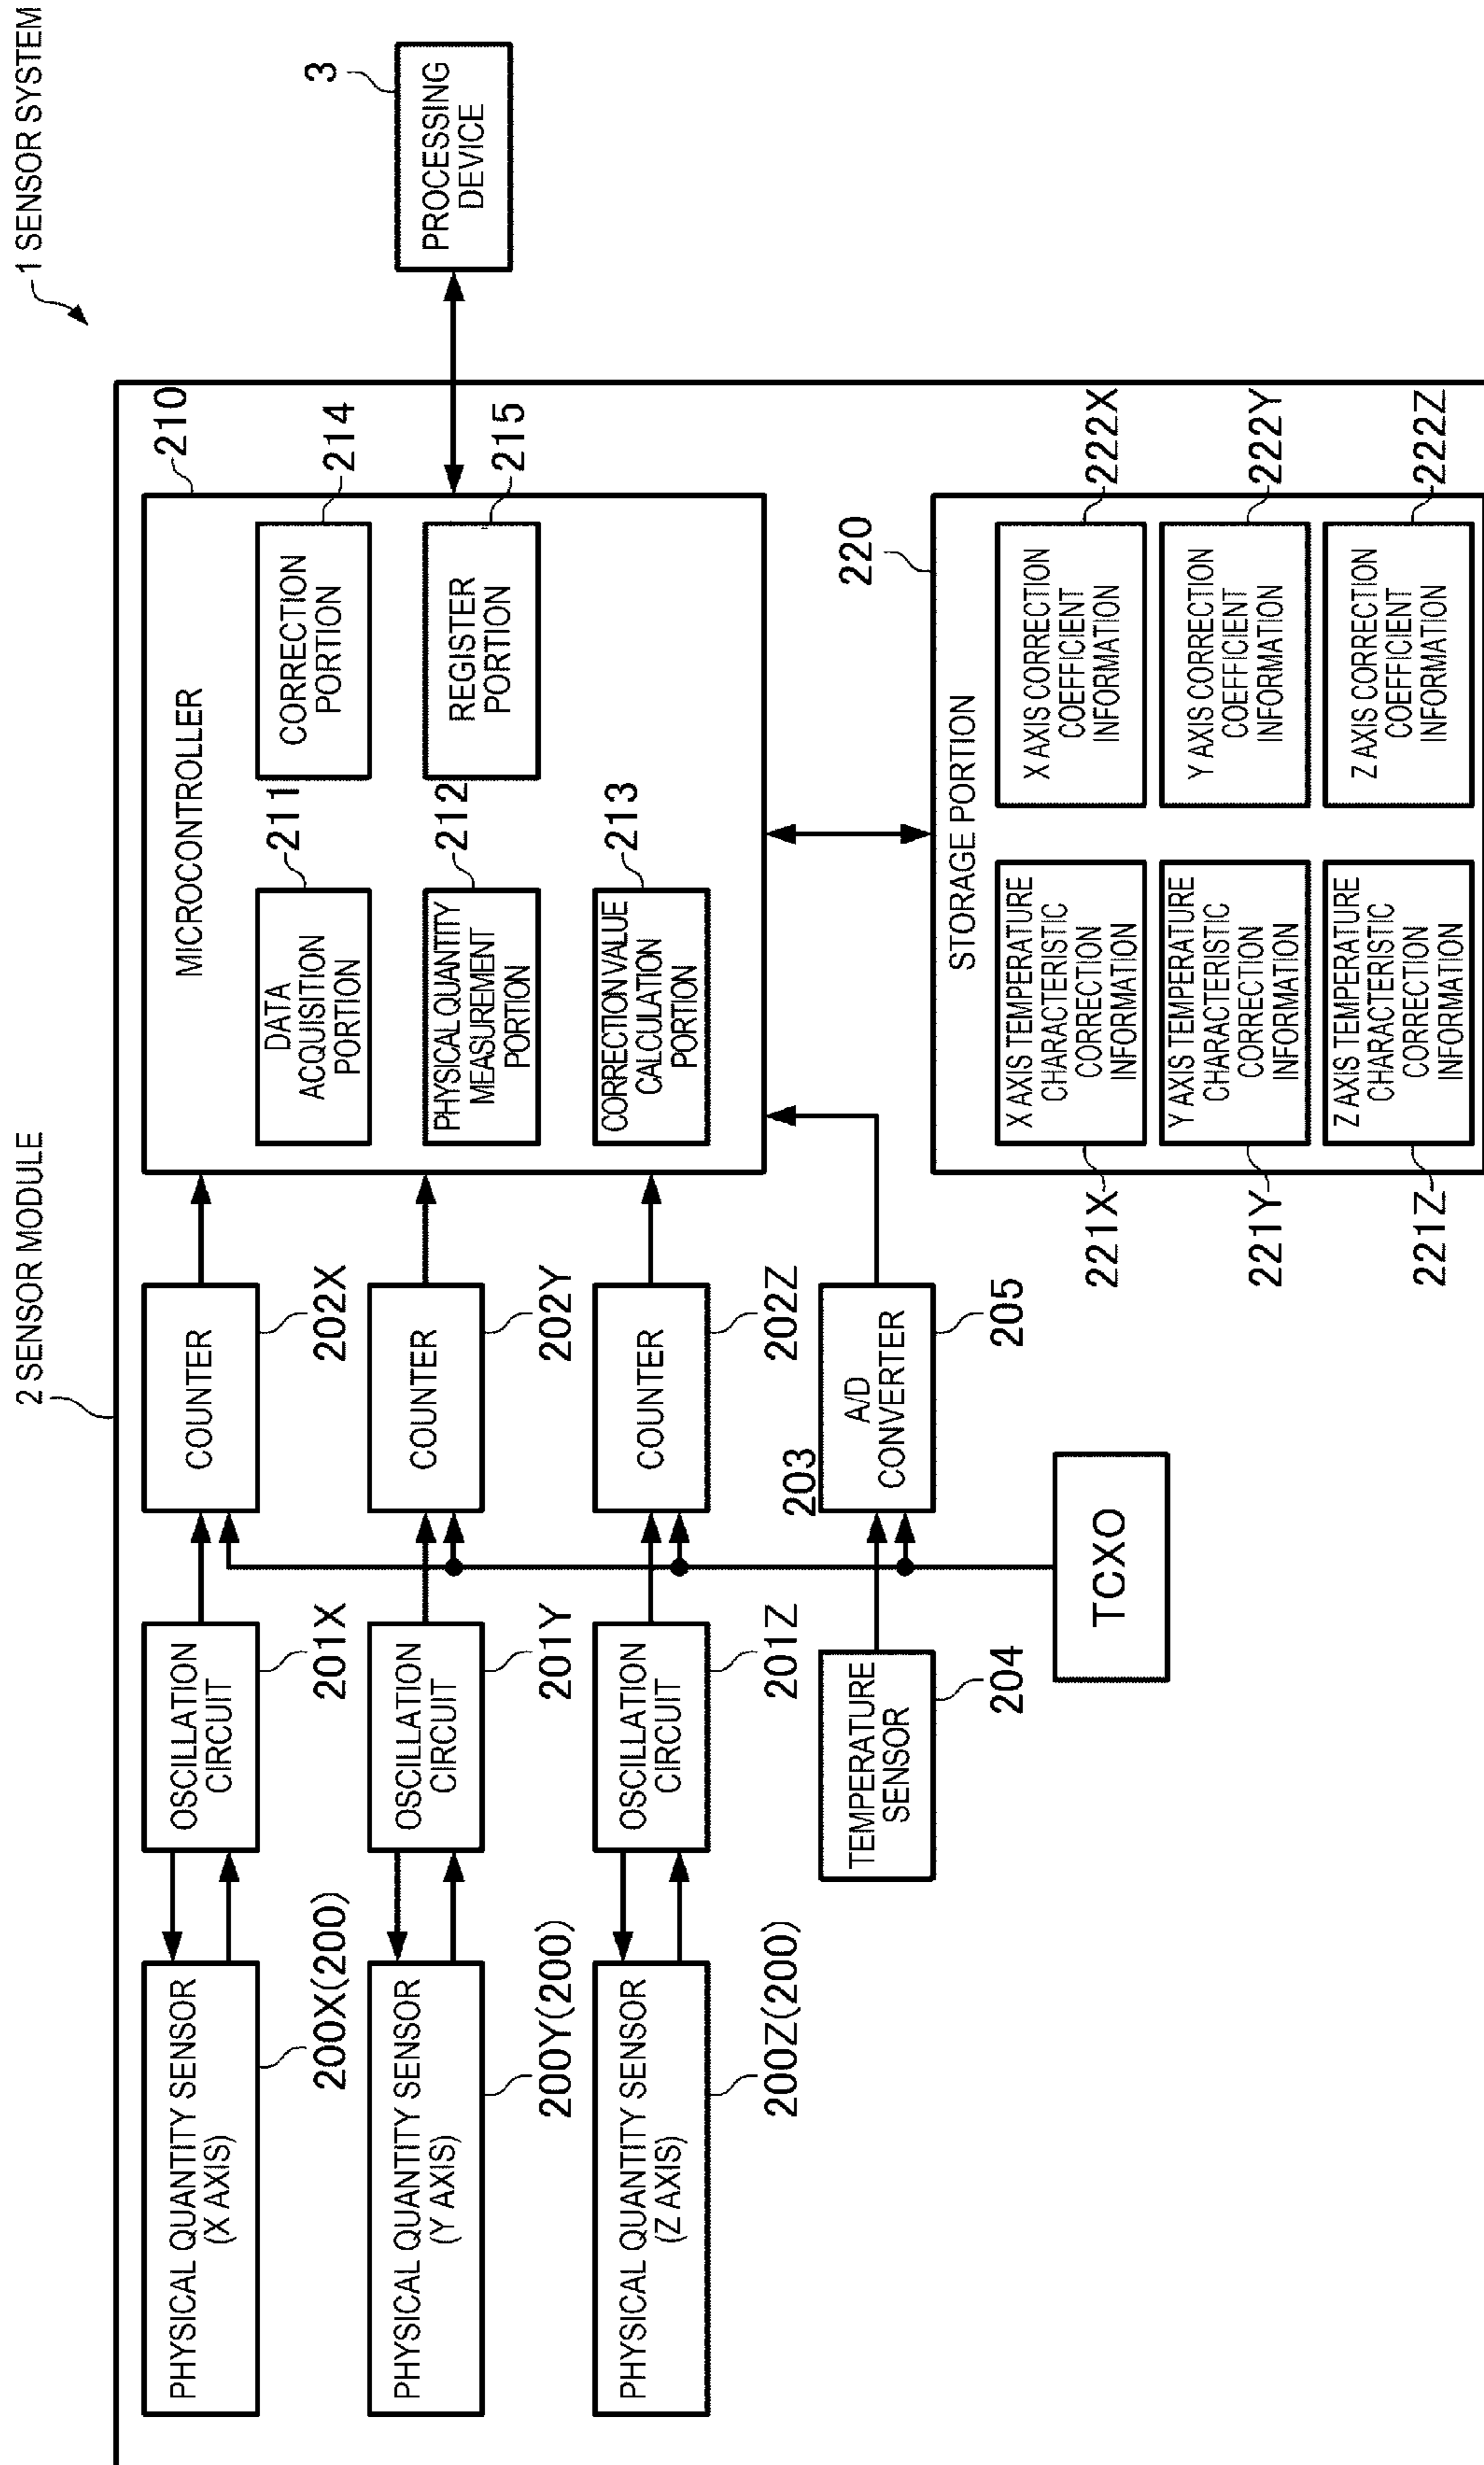 1 SENSOR SYSTEM
2 SENSOR MODULE
PHYSICAL QUANTITY SENSOR
(X AXIS)
200X(200)
OSCILLATION
CIRCUIT
201X
COUNTER
202X
PHYSICAL QUANTITY SENSOR
(Y AXIS)
200Y(200)
OSCILLATION
CIRCUIT
201Y
COUNTER
202Y
PHYSICAL QUANTITY SENSOR
(Z AXIS)
200Z(200)
OSCILLATION
CIRCUIT
201Z
COUNTER
202Z
TEMPERATURE
SENSOR
204
203
A/D
CONVERTER
205
TCXO
MICROCONTROLLER
210
DATA
ACQUISITION
PORTION
211
CORRECTION
PORTION
214
PHYSICAL QUANTITY
MEASUREMENT
PORTION
212
REGISTER
PORTION
215
CORRECTION VALUE
CALCULATION
PORTION
213
PROCESSING
DEVICE
3
STORAGE PORTION
220
X AXIS TEMPERATURE
CHARACTERISTIC
CORRECTION
INFORMATION
221X
X AXIS CORRECTION
COEFFICIENT
INFORMATION
222X
Y AXIS TEMPERATURE
CHARACTERISTIC
CORRECTION
INFORMATION
221Y
Y AXIS CORRECTION
COEFFICIENT
INFORMATION
222Y
Z AXIS TEMPERATURE
CHARACTERISTIC
CORRECTION
INFORMATION
221Z
Z AXIS CORRECTION
COEFFICIENT
INFORMATION
222Z